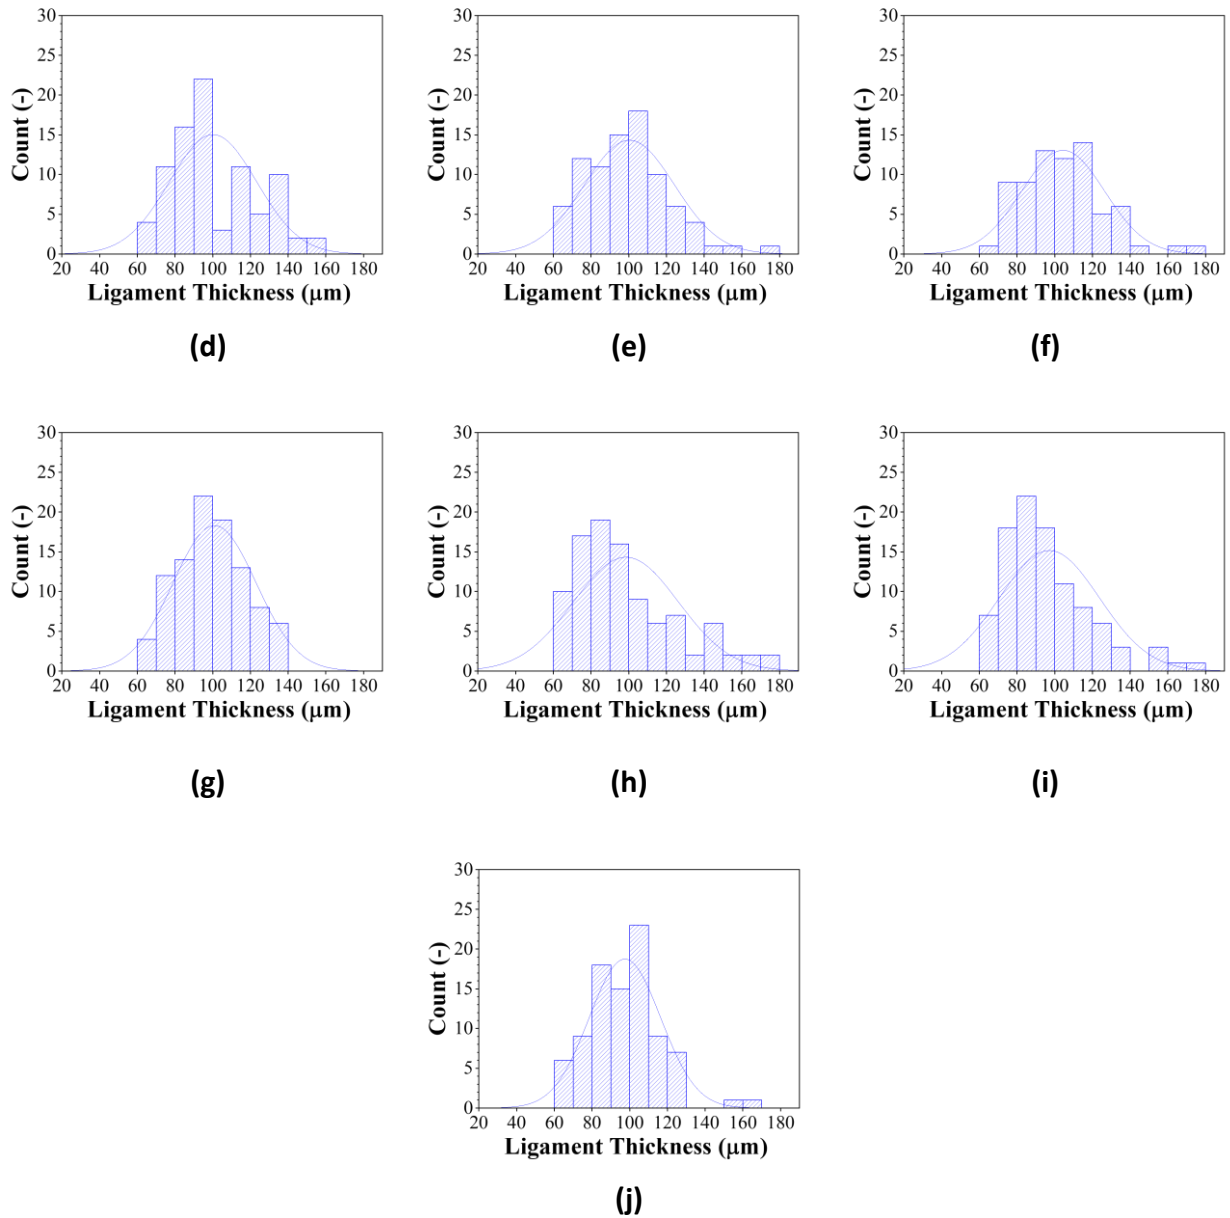 30 30 30
25 25 25
20 20 20
15 15 15
10 10 10
5 5 5
0 0 0
Count (-) Count (-) Count (-)
20 40 60 80 100 120 140 160 180 20 40 60 80 100 120 140 160 180 20 40 60 80 100 120 140 160 180
Ligament Thickness (μm) Ligament Thickness (μm) Ligament Thickness (μm)
(d) (e) (f)
30 30 30
25 25 25
20 20 20
15 15 15
10 10 10
5 5 5
0 0 0
Count (-) Count (-) Count (-)
20 40 60 80 100 120 140 160 180 20 40 60 80 100 120 140 160 180 20 40 60 80 100 120 140 160 180
Ligament Thickness (μm) Ligament Thickness (μm) Ligament Thickness (μm)
(g) (h) (i)
30
25
20
15
10
5
0
Count (-)
20 40 60 80 100 120 140 160 180
Ligament Thickness (μm)
(j)